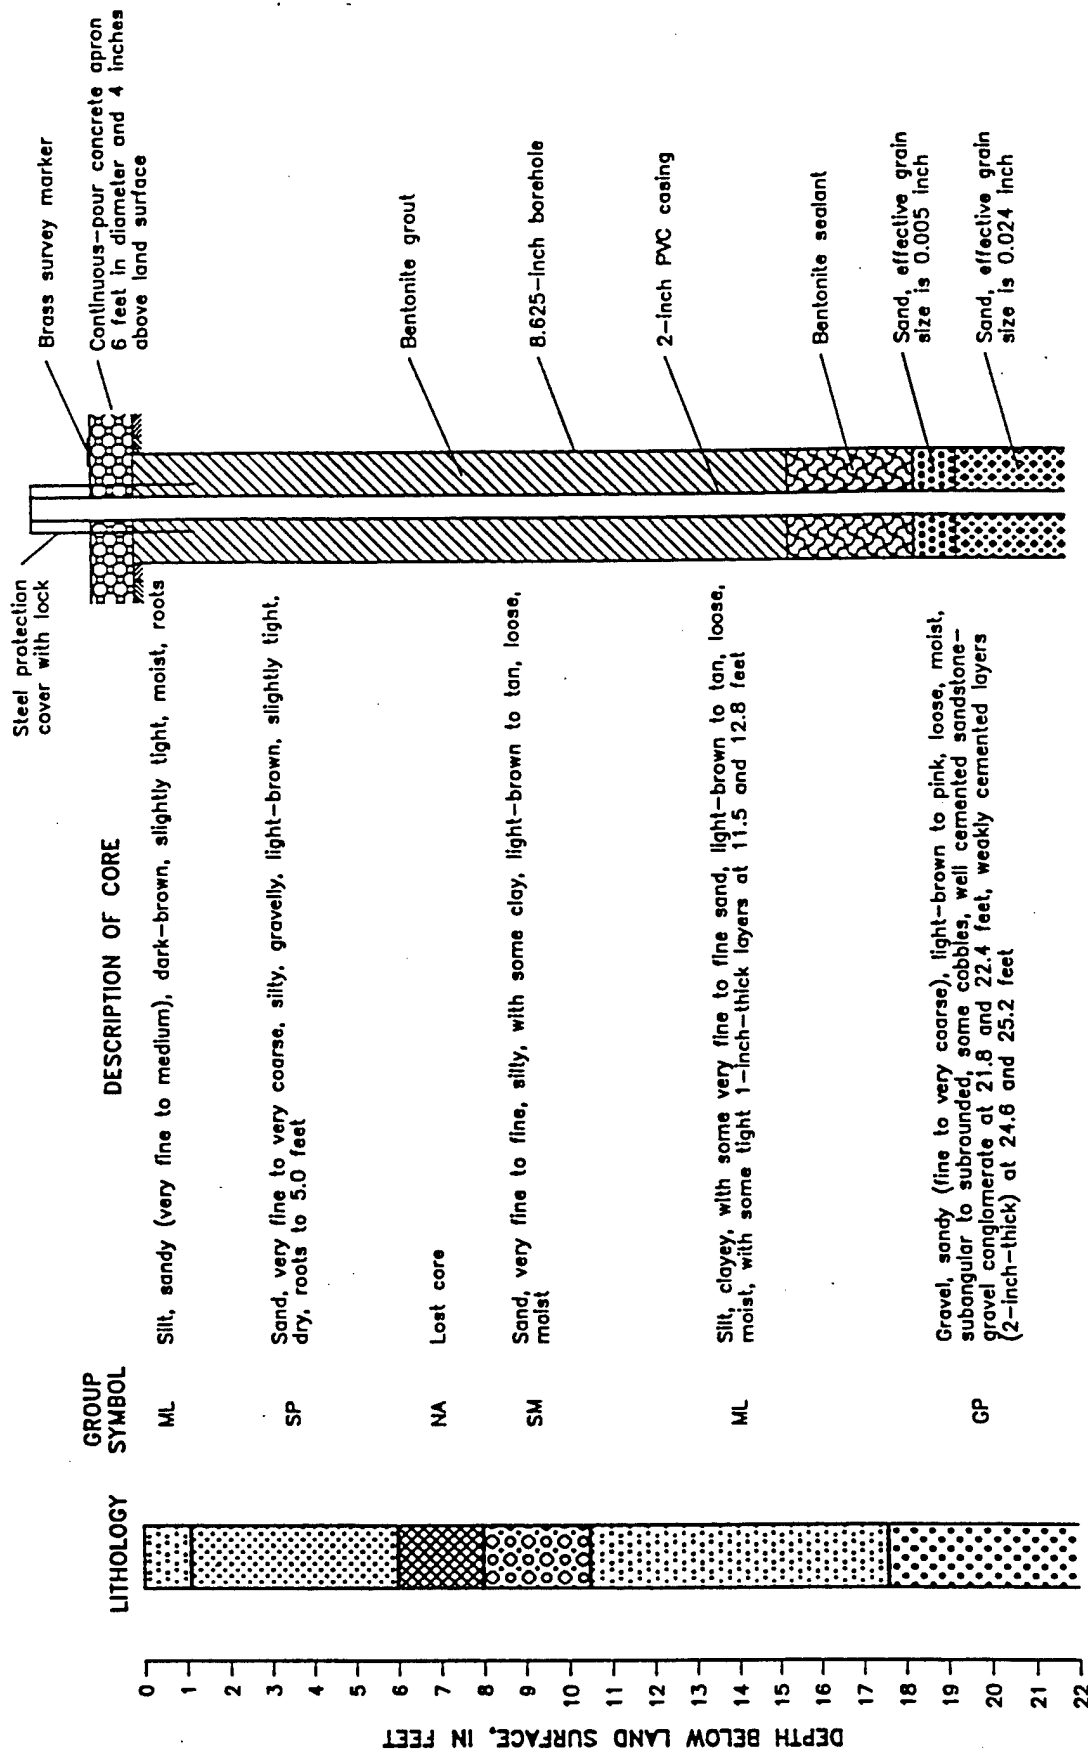 LITHOLOGY
GROUP
SYMBOL
DESCRIPTION OF CORE
Steel protection
cover with lock
Brass survey marker
Continuous-pour concrete apron
6 feet in diameter and 4 inches
above land surface
ML
Silt, sandy (very fine to medium), dark-brown, slightly tight, moist, roots
SP
Sand, very fine to very coarse, silty, gravelly, light-brown, slightly tight,
dry, roots to 5.0 feet
NA
Lost core
SM
Sand, very fine to fine, silly, with some clay, light-brown to tan, loose,
moist
ML
Silt, clayey, with some very fine to fine sand, light-brown to tan, loose,
moist, with some tight 1-inch-thick layers at 11.5 and 12.8 feet
GP
Gravel, sandy (fine to very coarse), light-brown to pink, loose, moist,
subangular to subrounded, some cobbles, well cemented sandstone-
gravel conglomerate at 21.8 and 22.4 feet, weakly cemented layers
(2-inch-thick) at 24.6 and 25.2 feet
Bentonite grout
8.625-inch borehole
2-inch PVC casing
Bentonite sealant
Sand, effective grain
size is 0.005 inch
Sand, effective grain
size is 0.024 inch
0
1
2
3
4
5
6
7
8
9
10
11
12
13
14
15
16
17
18
19
20
21
22
DEPTH BELOW LAND SURFACE, IN FEET